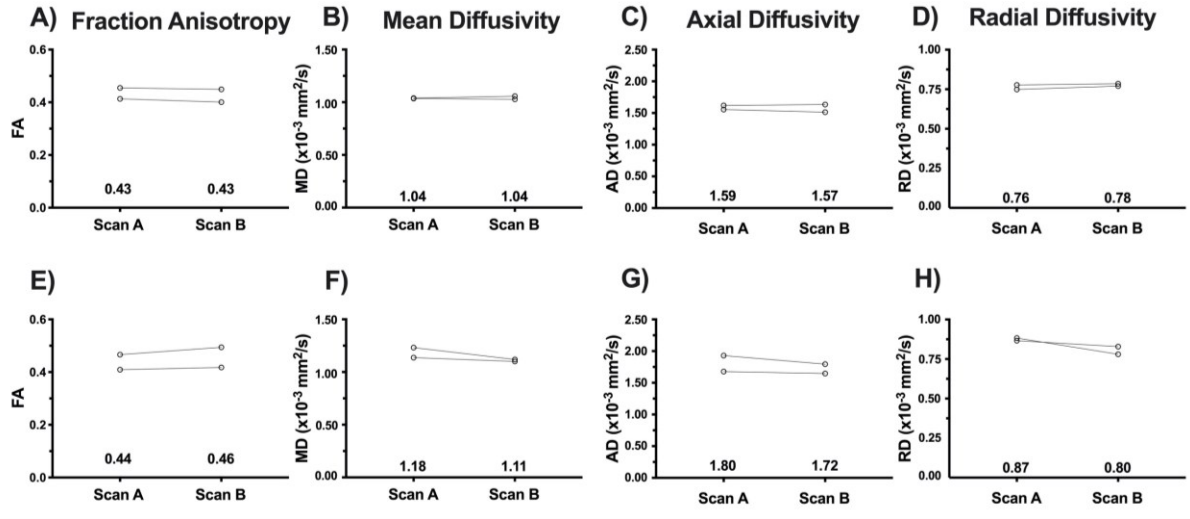 A) Fraction Anisotropy
0.6
0.4
0.2
0.0
FA
0.43 0.43
Scan A Scan B
B) Mean Diffusivity
1.50
1.00
0.50
0.00
MD (x10⁻³ mm²/s)
1.04 1.04
Scan A Scan B
C) Axial Diffusivity
2.50
2.00
1.50
1.00
0.50
0.00
AD (x10⁻³ mm²/s)
1.59 1.57
Scan A Scan B
D) Radial Diffusivity
1.00
0.75
0.50
0.25
0.00
RD (x10⁻³ mm²/s)
0.76 0.78
Scan A Scan B
E)
0.6
0.4
0.2
0.0
FA
0.44 0.46
Scan A Scan B
F)
1.50
1.00
0.50
0.00
MD (x10⁻³ mm²/s)
1.18 1.11
Scan A Scan B
G)
2.50
2.00
1.50
1.00
0.50
0.00
AD (x10⁻³ mm²/s)
1.80 1.72
Scan A Scan B
H)
1.00
0.75
0.50
0.25
0.00
RD (x10⁻³ mm²/s)
0.87 0.80
Scan A Scan B